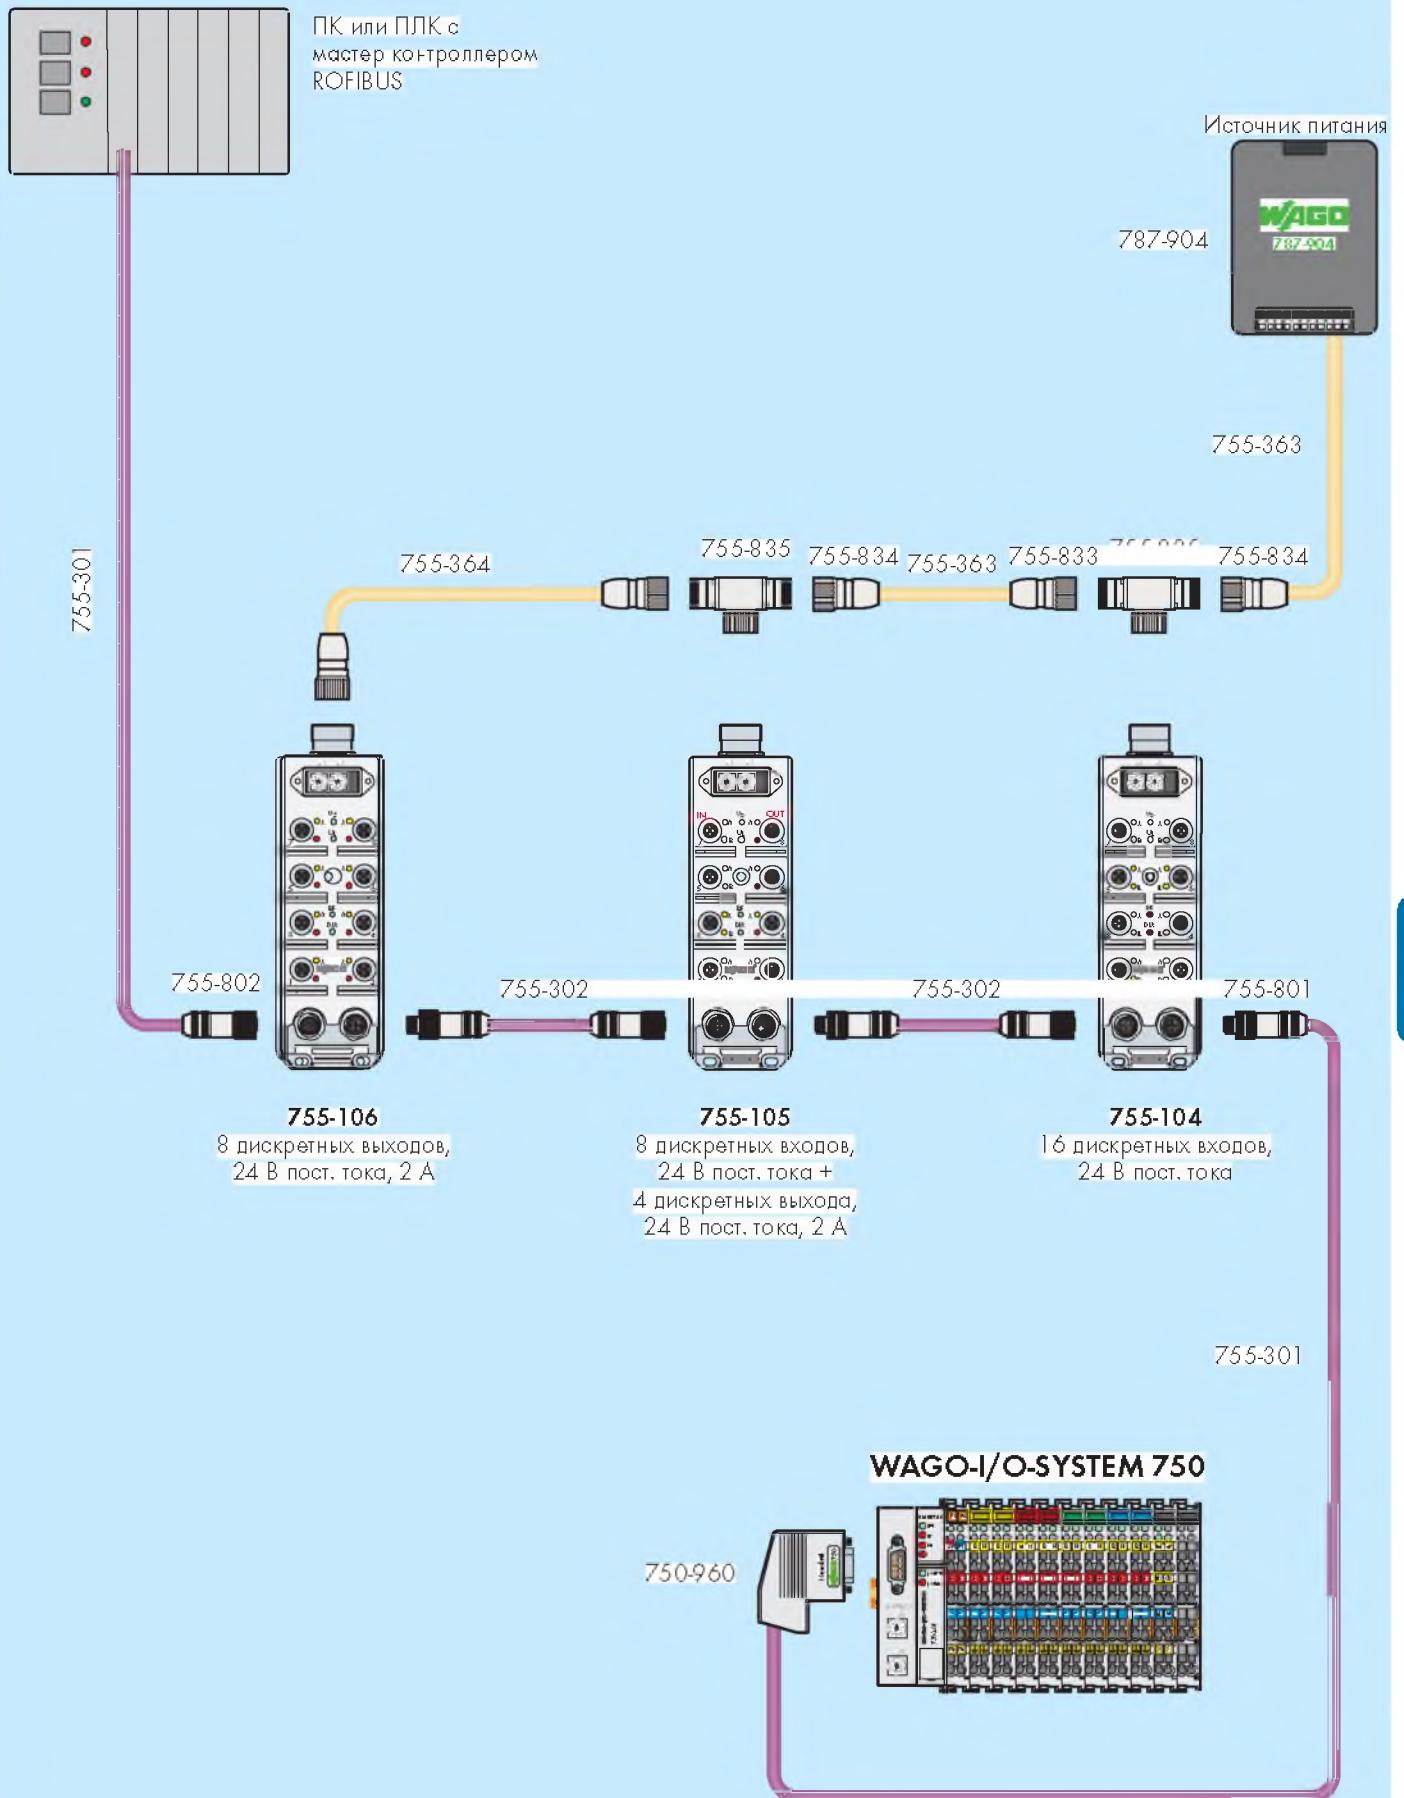 ПК или ПЛК с
мастер контроллером
ROFIBUS
Источник питания
WAGO
787-904
787-904
755-363
755-301
755-364
755-835
755-834
755-363
755-833
755-834
IN
OUT
755-802
755-302
755-302
755-801
755-106
8 дискретных выходов,
24 В пост. тока, 2 А
755-105
8 дискретных входов,
24 В пост. тока +
4 дискретных выхода,
24 В пост. тока, 2 А
755-104
16 дискретных входов,
24 В пост. тока
755-301
WAGO-I/O-SYSTEM 750
750-960